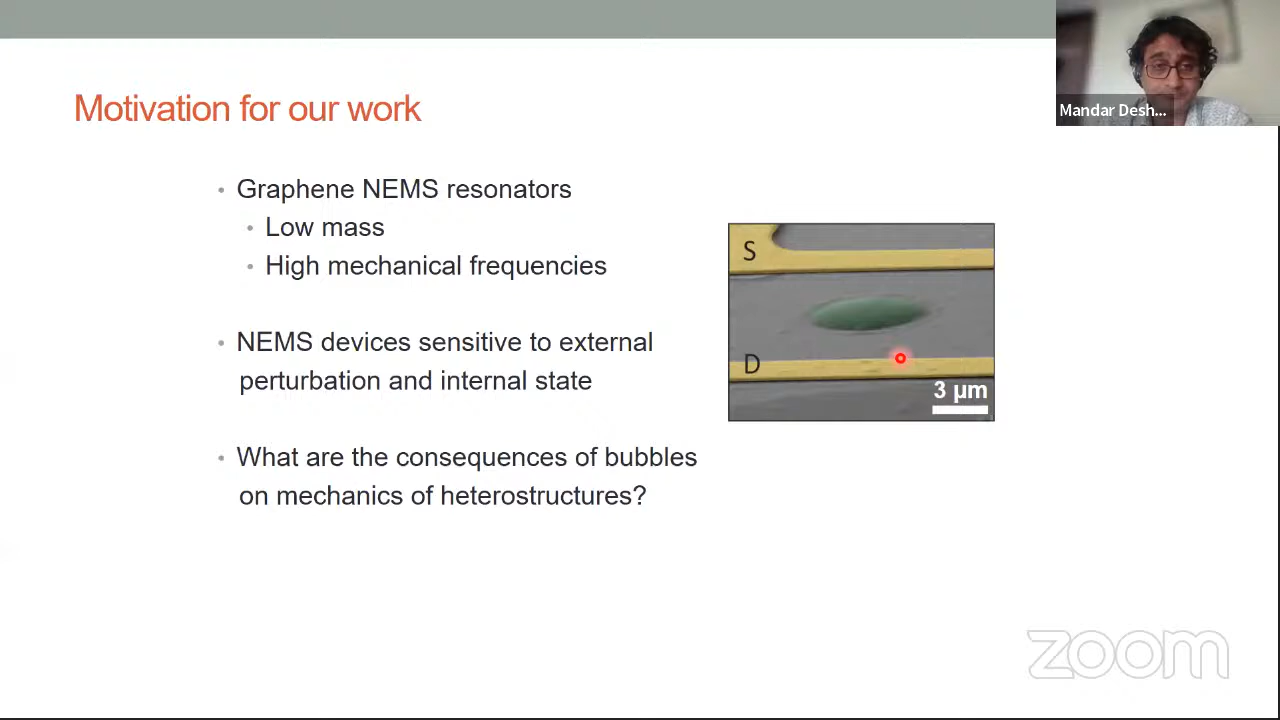 Mandar Desh...
Motivation for our work
• Graphene NEMS resonators
• Low mass
• High mechanical frequencies
• NEMS devices sensitive to external
perturbation and internal state
• What are the consequences of bubbles
on mechanics of heterostructures?
S
D
3 μm
zoom